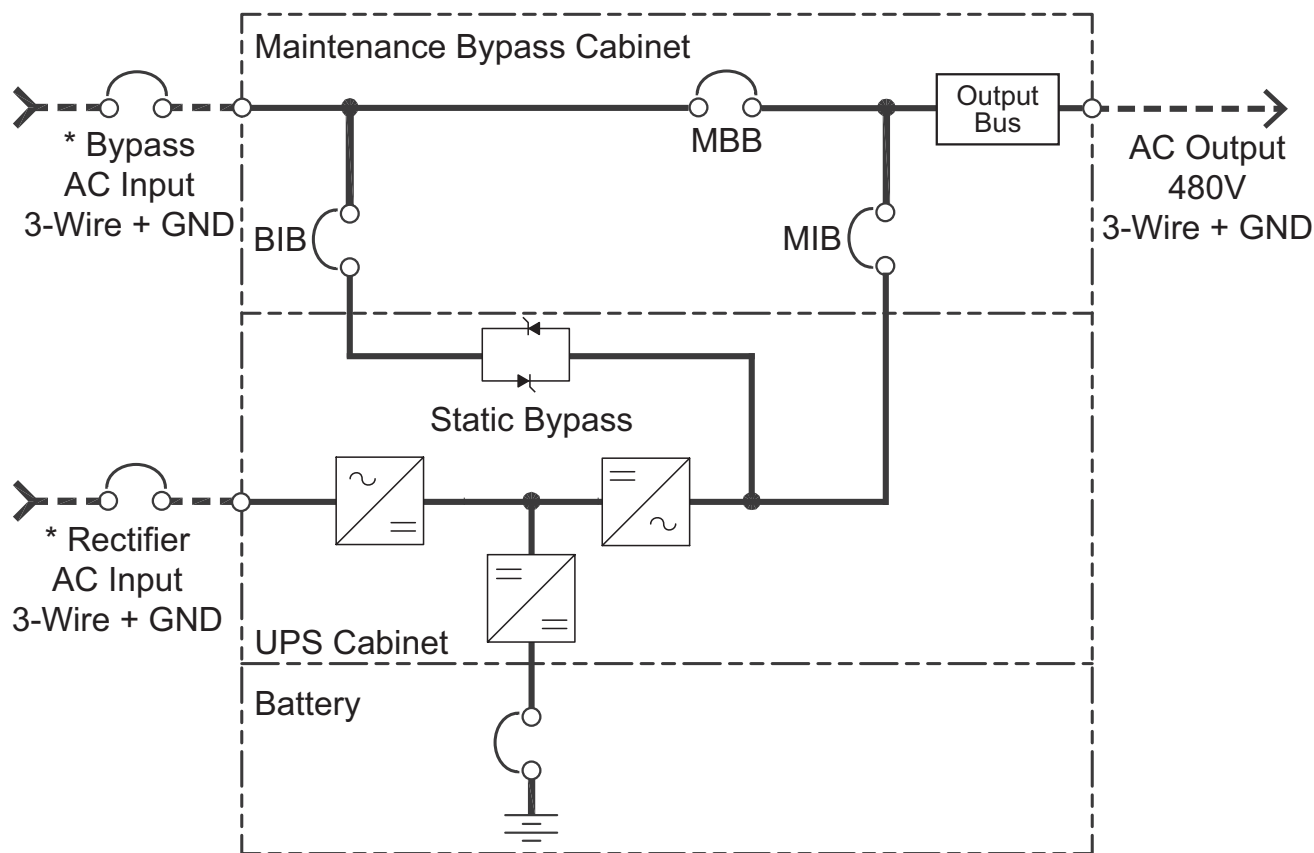 Maintenance Bypass Cabinet
* Bypass
AC Input
3-Wire + GND
MBB
Output
Bus
AC Output
480V
3-Wire + GND
BIB
MIB
Static Bypass
* Rectifier
AC Input
3-Wire + GND
UPS Cabinet
Battery